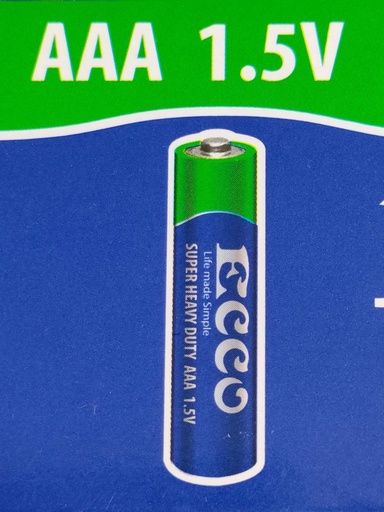 AAA 1.5V
ECCO
Life made Simple
SUPER HEAVY DUTY AAA 1.5V